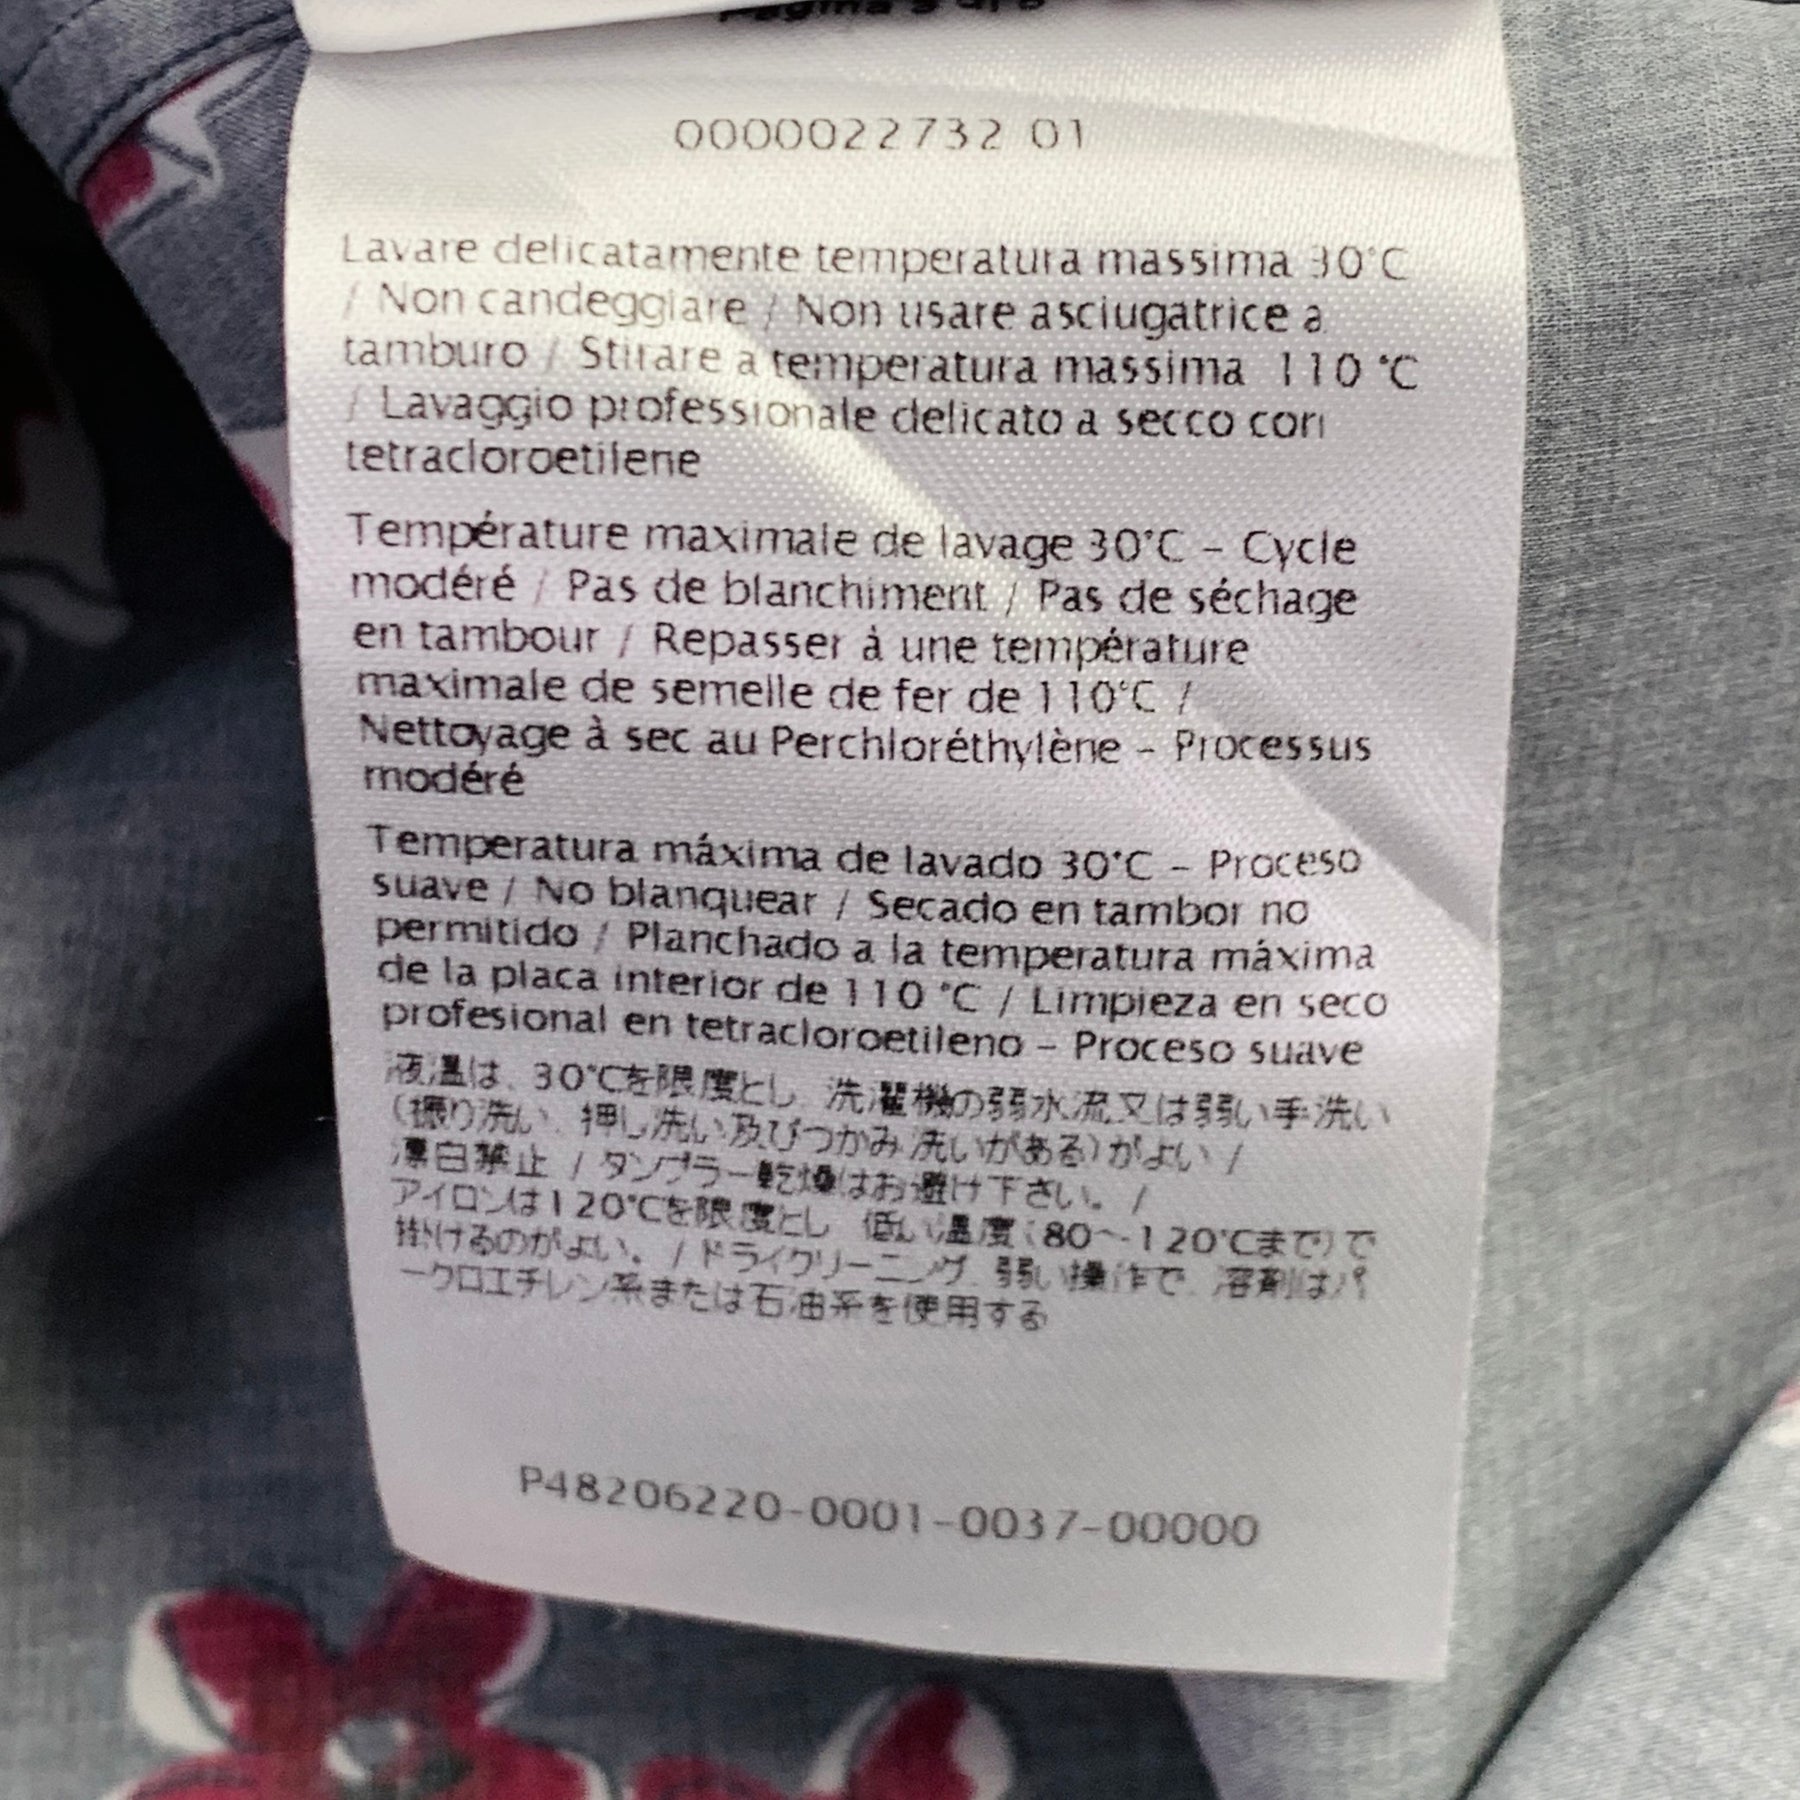 Pagina 5 di 6
0000022732 01
Lavare delicatamente temperatura massima 30°C
/ Non candeggiare / Non usare asciugatrice a
tamburo / Stirare a temperatura massima 110 °C
/ Lavaggio professionale delicato a secco con
tetracloroetilene
Température maximale de lavage 30°C – Cycle
modéré / Pas de blanchiment / Pas de séchage
en tambour / Repasser à une température
maximale de semelle de fer de 110°C /
Nettoyage à sec au Perchloréthylène – Processus
modéré
Temperatura máxima de lavado 30°C – Proceso
suave / No blanquear / Secado en tambor no
permitido / Planchado a la temperatura máxima
de la placa interior de 110 °C / Limpieza en seco
profesional en tetracloroetileno – Proceso suave
液温は、30℃を限度とし、洗濯機の弱水流又は弱い手洗い
(振り洗い、押し洗い及びつかみ洗いがある)がよい /
漂白禁止 / タンブラー乾燥はお避け下さい。 /
アイロンは120℃を限度とし、低い温度(80〜120℃まで)で
掛けるのがよい。 / ドライクリーニング、弱い操作で、溶剤はパ
ークロエチレン系または石油系を使用する
P48206220-0001-0037-00000